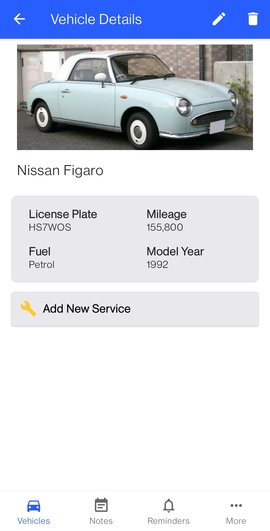 Vehicle Details
Nissan Figaro
License Plate
HS7WOS
Mileage
155,800
Fuel
Petrol
Model Year
1992
Add New Service
Vehicles
Notes
Reminders
More